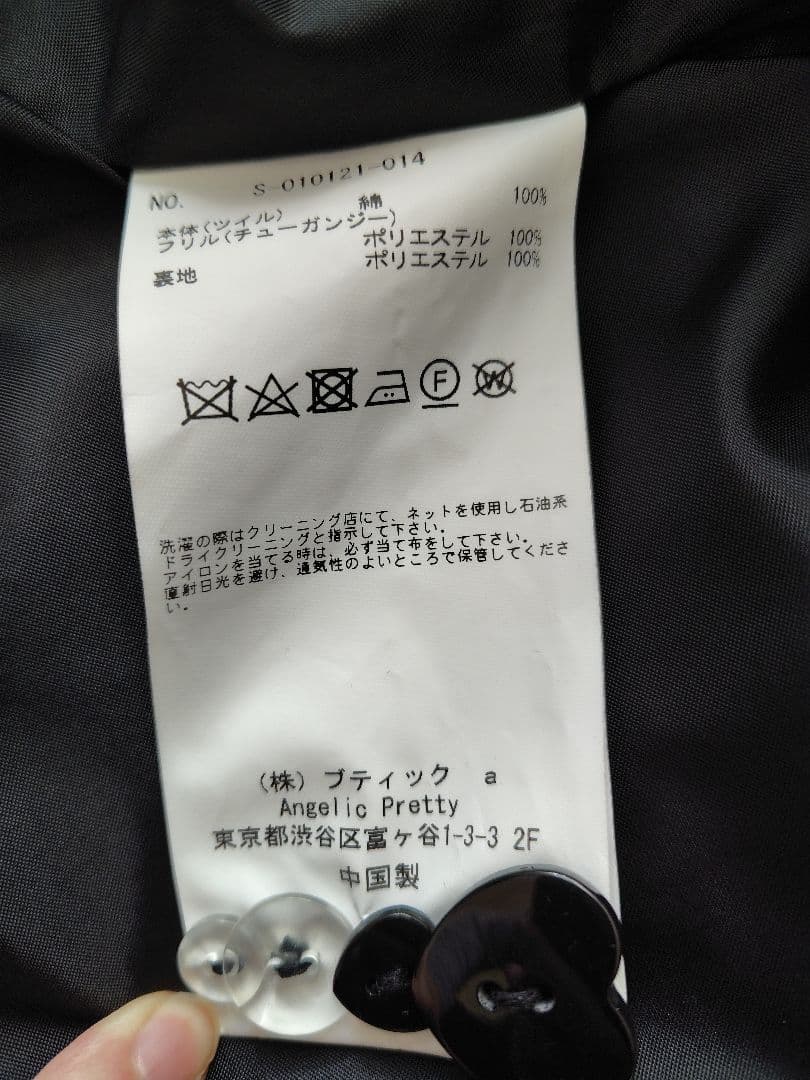 NO. S-010121-014
本体(ツイル) 綿 100%
フリル(チューガンジー)
ポリエステル 100%
裏地 ポリエステル 100%
F
W
洗濯の際はクリーニング店にて、ネットを使用し石油系
ドライクリーニングと指示して下さい。
アイロンを当てる時は、必ず当て布をして下さい。
直射日光を避け、通気性のよいところで保管してくださ
い。
(株) ブティック a
Angelic Pretty
東京都渋谷区富ヶ谷1-3-3 2F
中国製